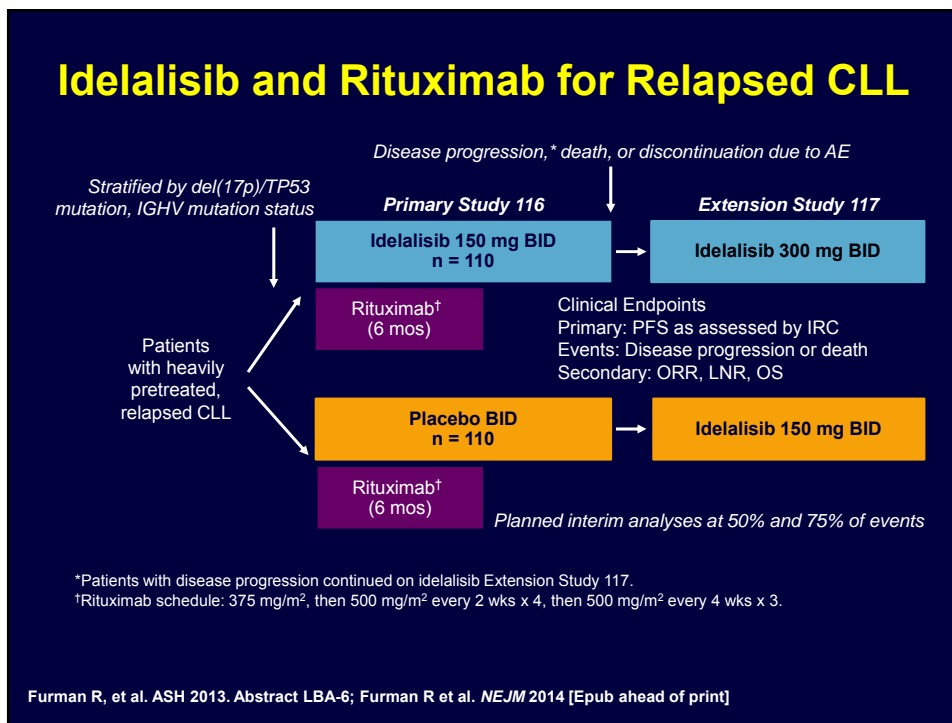 Idelalisib and Rituximab for Relapsed CLL
Disease progression,* death, or discontinuation due to AE
Stratified by del(17p)/TP53
mutation, IGHV mutation status
Primary Study 116
Extension Study 117
Idelalisib 150 mg BID
n = 110
Idelalisib 300 mg BID
Rituximab†
(6 mos)
Clinical Endpoints
Primary: PFS as assessed by IRC
Events: Disease progression or death
Secondary: ORR, LNR, OS
Patients
with heavily
pretreated,
relapsed CLL
Placebo BID
n = 110
Idelalisib 150 mg BID
Rituximab†
(6 mos)
Planned interim analyses at 50% and 75% of events
*Patients with disease progression continued on idelalisib Extension Study 117.
†Rituximab schedule: 375 mg/m², then 500 mg/m² every 2 wks x 4, then 500 mg/m² every 4 wks x 3.
Furman R, et al. ASH 2013. Abstract LBA-6; Furman R et al. NEJM 2014 [Epub ahead of print]